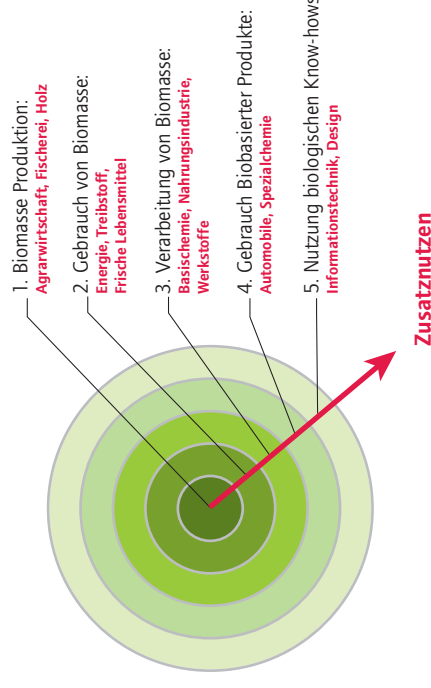 1. Biomasse Produktion:
Agrarwirtschaft, Fischerei, Holz
2. Gebrauch von Biomasse:
Energie, Treibstoff,
Frische Lebensmittel
3. Verarbeitung von Biomasse:
Basischemie, Nahrungsindustrie,
Werkstoffe
4. Gebrauch Biobasierter Produkte:
Automobile, Spezialchemie
5. Nutzung biologischen Know-hows
Informationstechnik, Design
Zusatznutzen